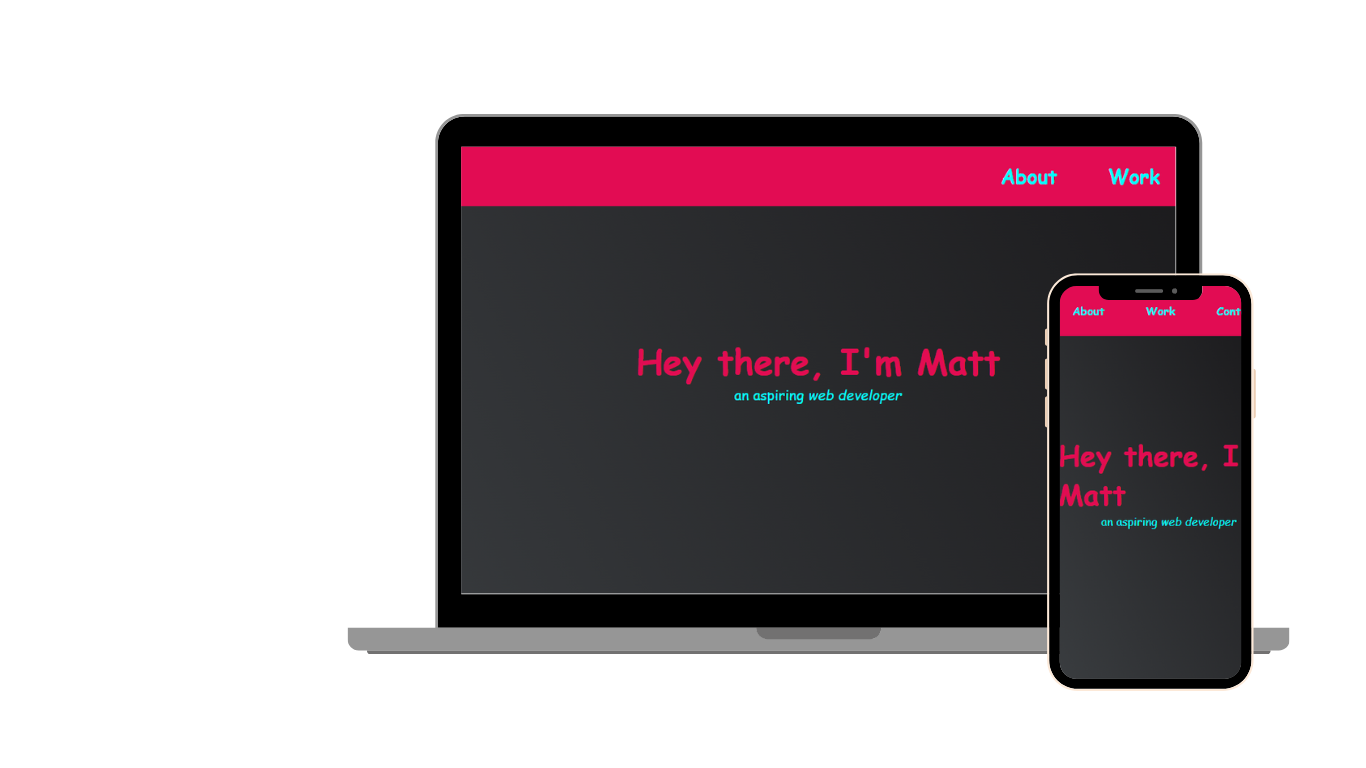 About Work
Hey there, I'm Matt
an aspiring web developer
About Work Cont
Hey there, I
Matt
an aspiring web developer